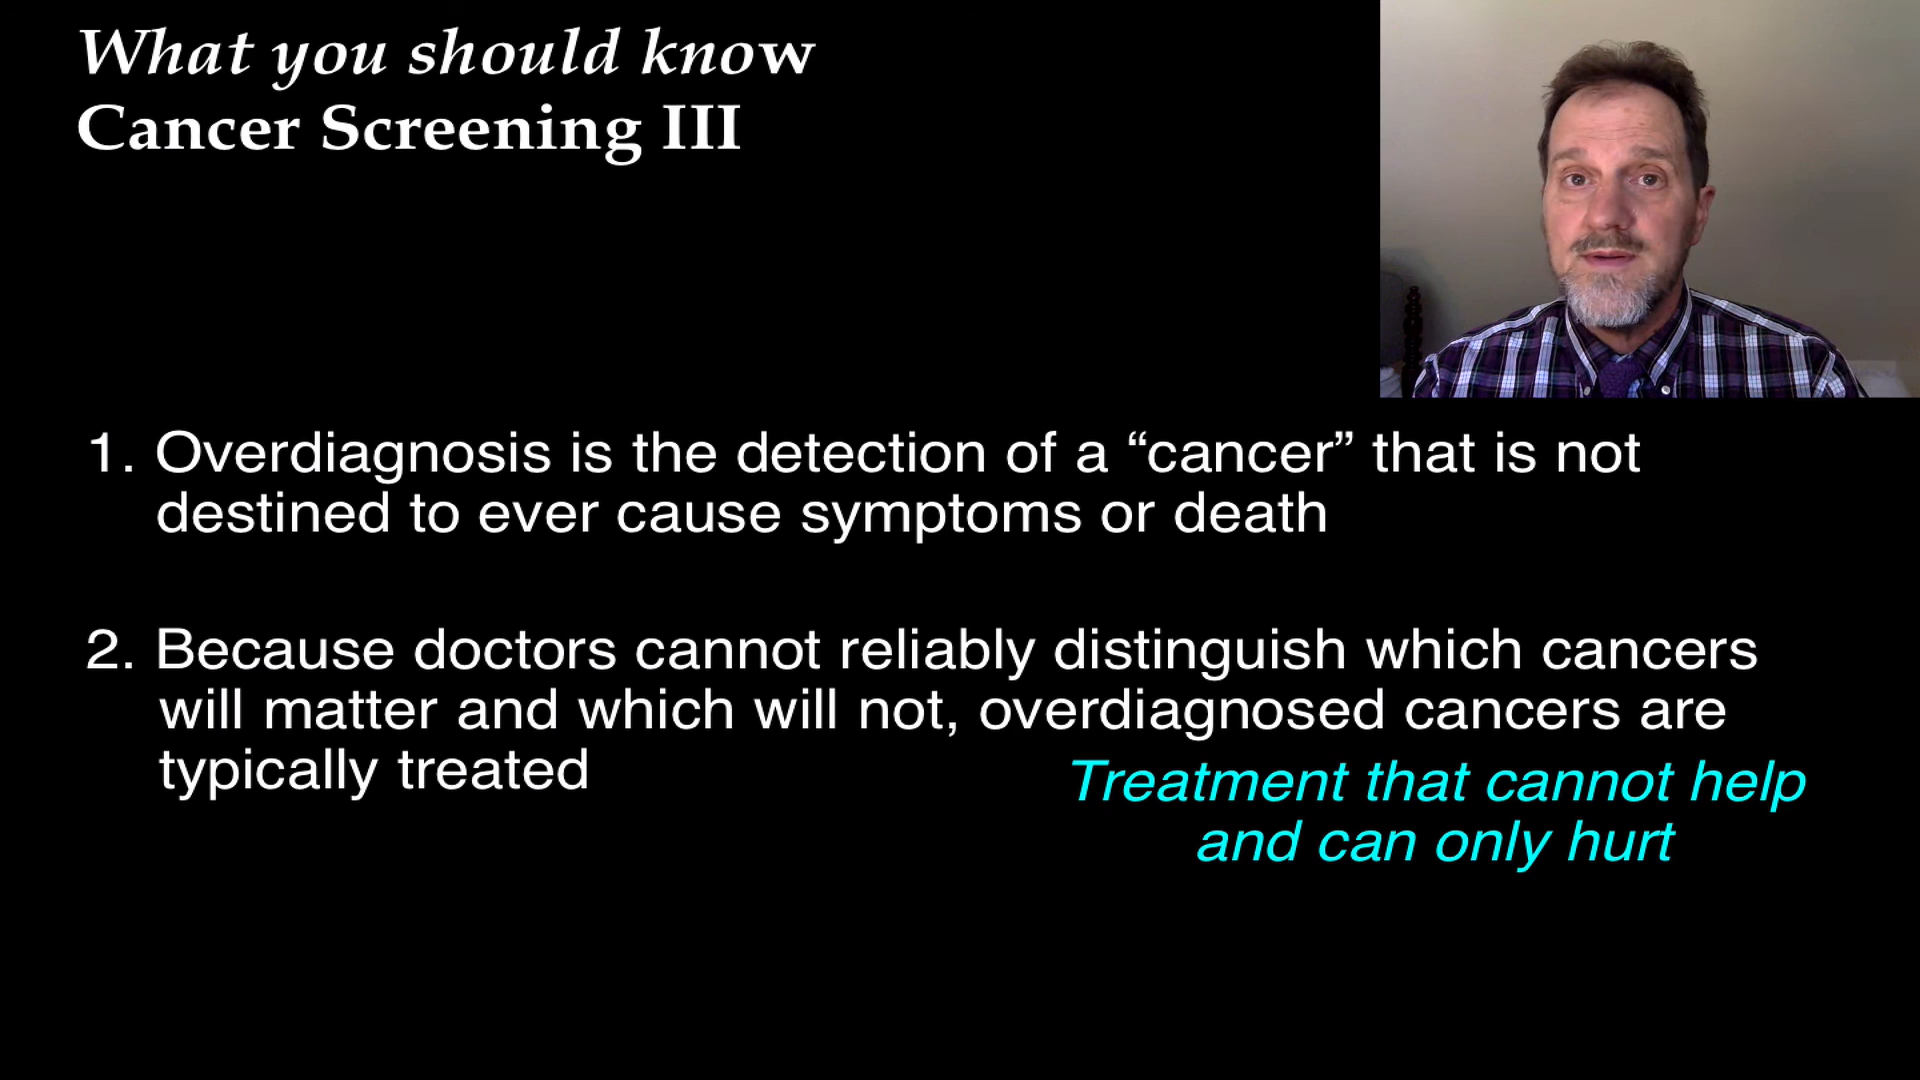 What you should know
Cancer Screening III
1. Overdiagnosis is the detection of a “cancer” that is not
destined to ever cause symptoms or death
2. Because doctors cannot reliably distinguish which cancers
will matter and which will not, overdiagnosed cancers are
typically treated
Treatment that cannot help
and can only hurt